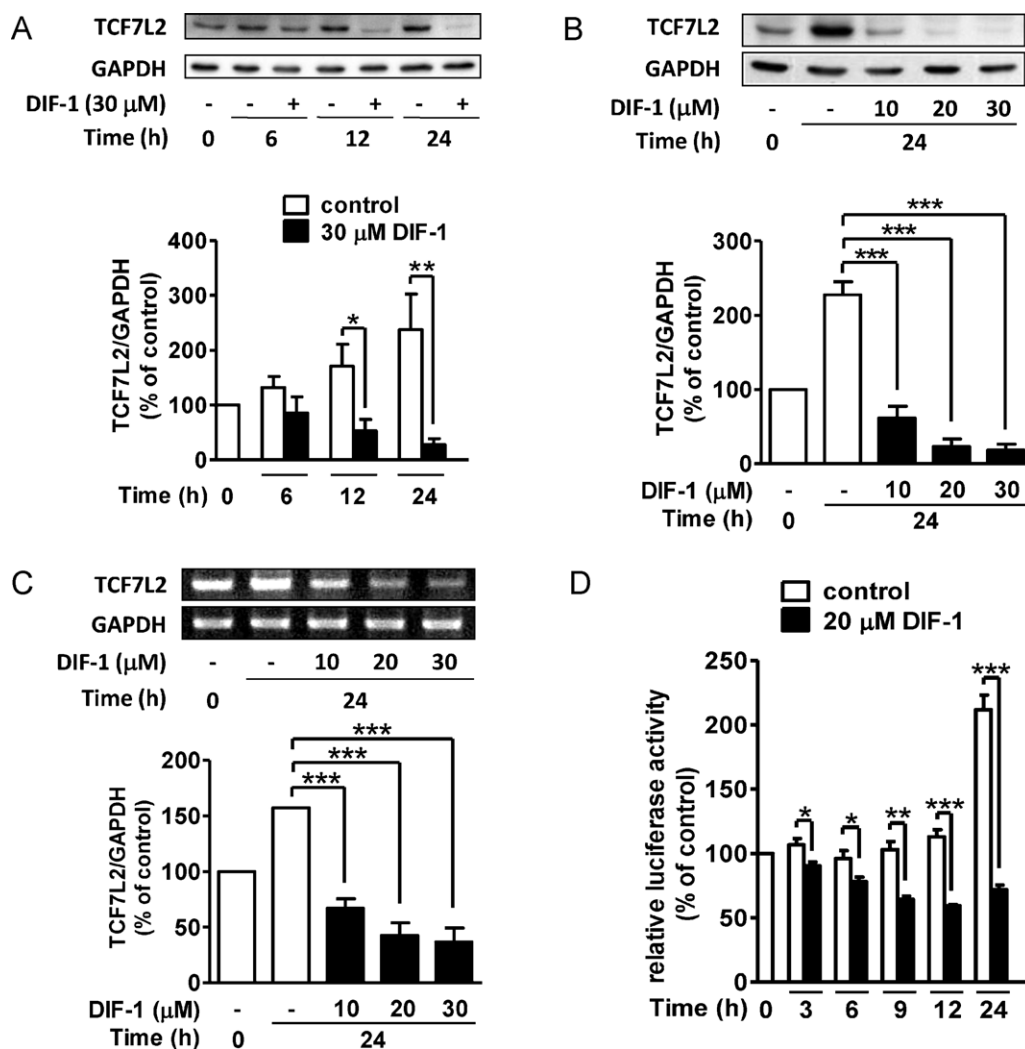 A
TCF7L2
GAPDH
DIF-1 (30 μM) - - + - + - +
Time (h) 0 6 12 24
control
30 μM DIF-1
TCF7L2/GAPDH
(% of control)
400
300
200
100
0
* **
Time (h) 0 6 12 24
B
TCF7L2
GAPDH
DIF-1 (μM) - - 10 20 30
Time (h) 0 24
TCF7L2/GAPDH
(% of control)
300
200
100
0
***
***
***
DIF-1 (μM) - - 10 20 30
Time (h) 0 24
C
TCF7L2
GAPDH
DIF-1 (μM) - - 10 20 30
Time (h) 0 24
TCF7L2/GAPDH
(% of control)
200
150
100
50
0
***
***
***
DIF-1 (μM) - - 10 20 30
Time (h) 0 24
D
control
20 μM DIF-1
relative luciferase activity
(% of control)
250
200
150
100
50
0
* * ** *** ***
Time (h) 0 3 6 9 12 24